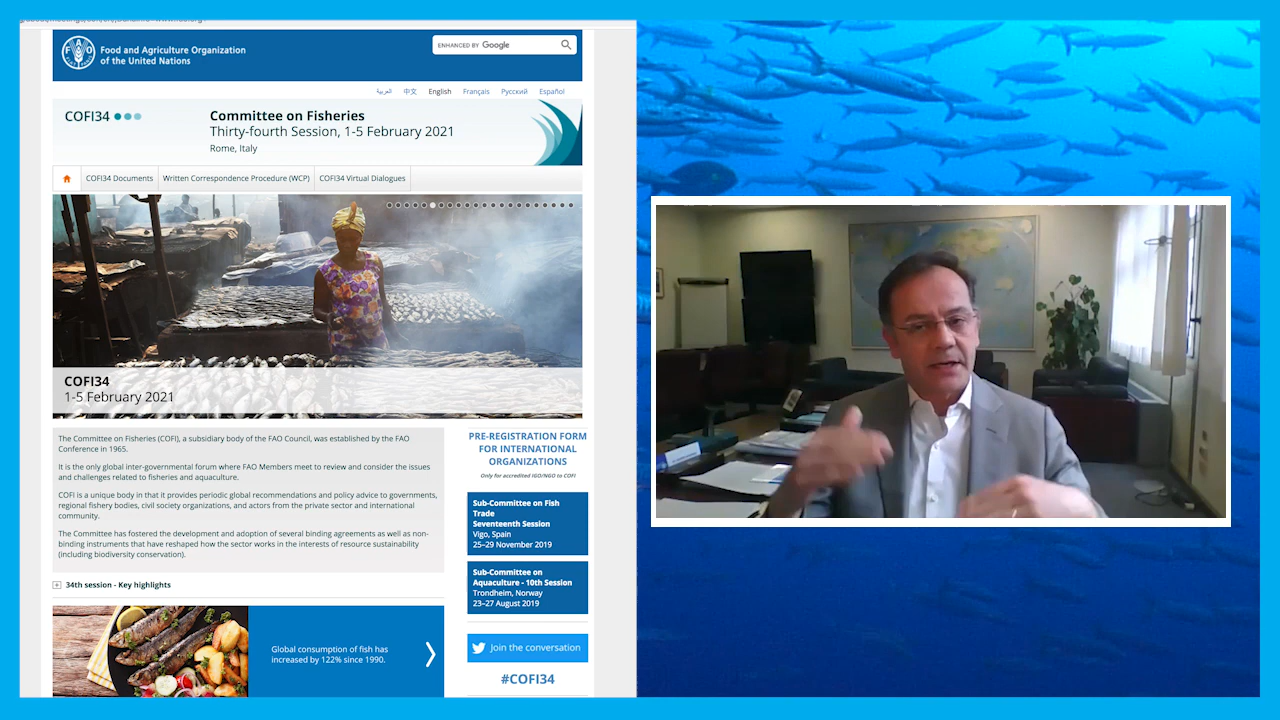 Food and Agriculture Organization
of the United Nations
ENHANCED BY Google
العربية 中文 English Français Русский Español
COFI34
Committee on Fisheries
Thirty-fourth Session, 1-5 February 2021
Rome, Italy
COFI34 Documents Written Correspondence Procedure (WCP) COFI34 Virtual Dialogues
COFI34
1-5 February 2021
The Committee on Fisheries (COFI), a subsidiary body of the FAO Council, was established by the FAO
Conference in 1965.
It is the only global inter-governmental forum where FAO Members meet to review and consider the issues
and challenges related to fisheries and aquaculture.
COFI is a unique body in that it provides periodic global recommendations and policy advice to governments,
regional fishery bodies, civil society organizations, and actors from the private sector and international
community.
The Committee has fostered the development and adoption of several binding agreements as well as non-
binding instruments that have reshaped how the sector works in the interests of resource sustainability
(including biodiversity conservation).
34th session - Key highlights
Global consumption of fish has
increased by 122% since 1990.
PRE-REGISTRATION FORM
FOR INTERNATIONAL
ORGANIZATIONS
Only for accredited IGO/NGO to COFI
Sub-Committee on Fish
Trade
Seventeenth Session
Vigo, Spain
25–29 November 2019
Sub-Committee on
Aquaculture - 10th Session
Trondheim, Norway
23–27 August 2019
Join the conversation
#COFI34